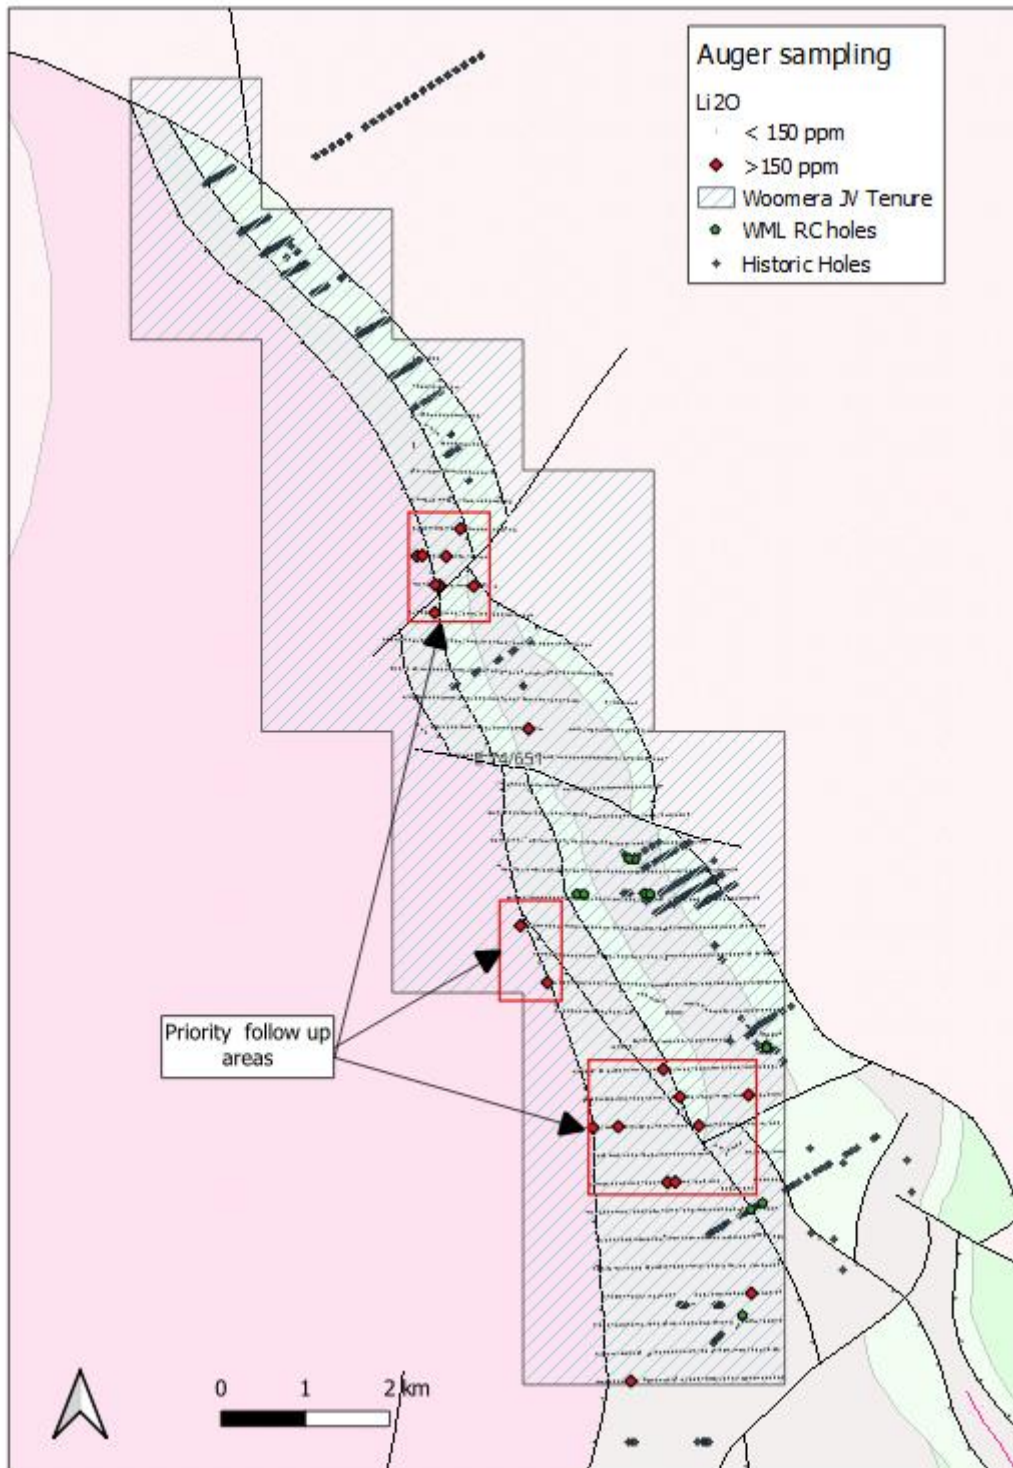 Auger sampling
Li2O
< 150 ppm
>150 ppm
Woomera JV Tenure
WML RC holes
Historic Holes
Priority follow up
areas
0 1 2 km